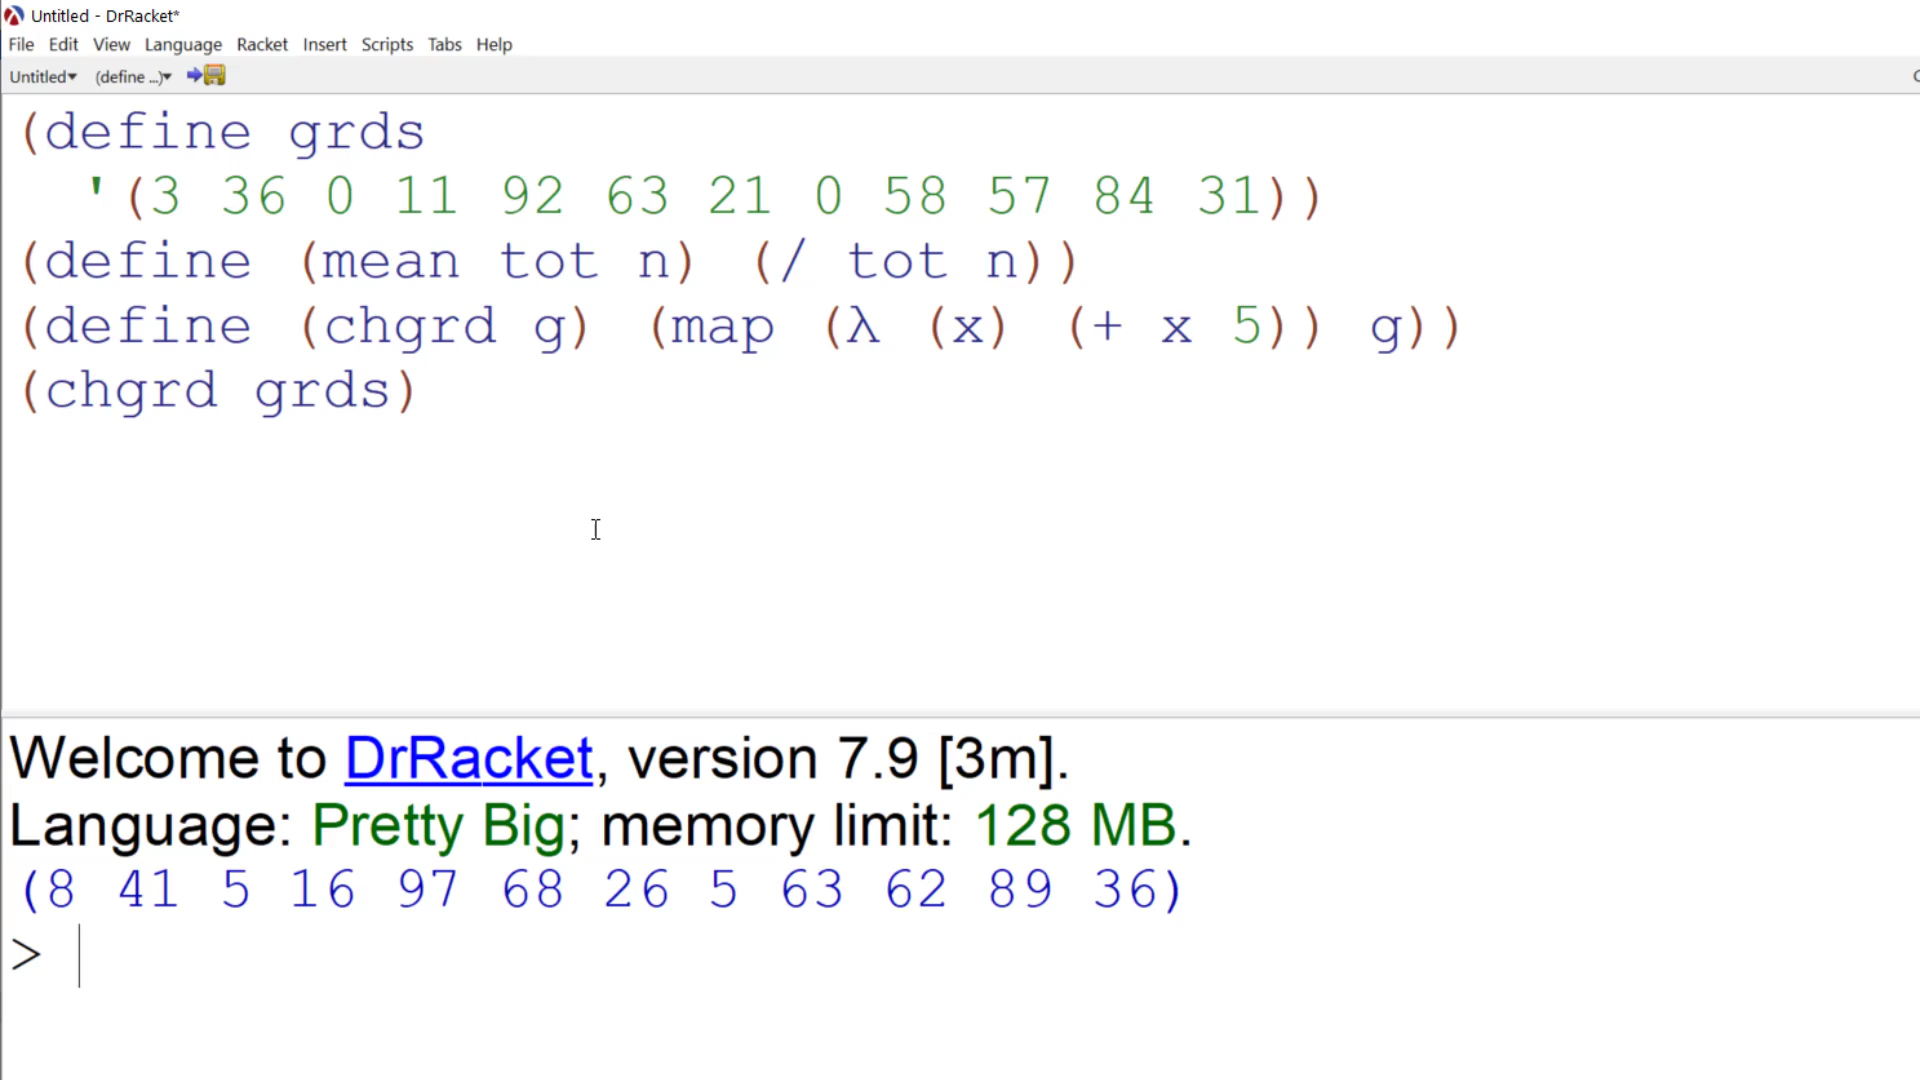 Untitled - DrRacket*
File Edit View Language Racket Insert Scripts Tabs Help
Untitled▾ (define ...)▾
(define grds
'(3 36 0 11 92 63 21 0 58 57 84 31))
(define (mean tot n) (/ tot n))
(define (chgrd g) (map (λ (x) (+ x 5)) g))
(chgrd grds)
Welcome to DrRacket, version 7.9 [3m].
Language: Pretty Big; memory limit: 128 MB.
(8 41 5 16 97 68 26 5 63 62 89 36)
>